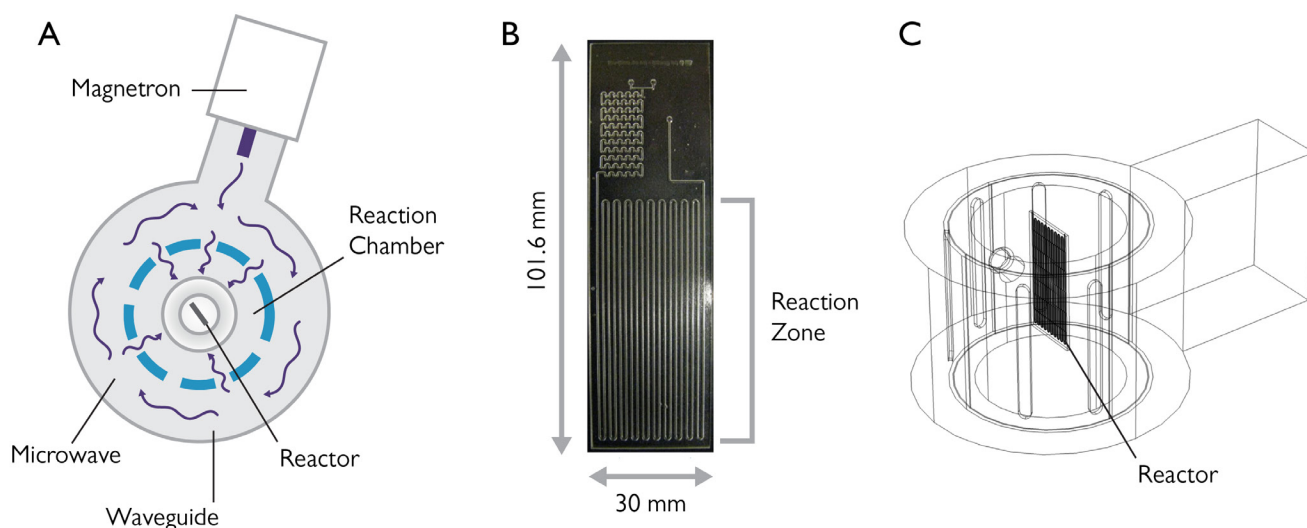 A
Magnetron
Reaction
Chamber
Microwave
Reactor
Waveguide
B
101.6 mm
30 mm
Reaction
Zone
C
Reactor